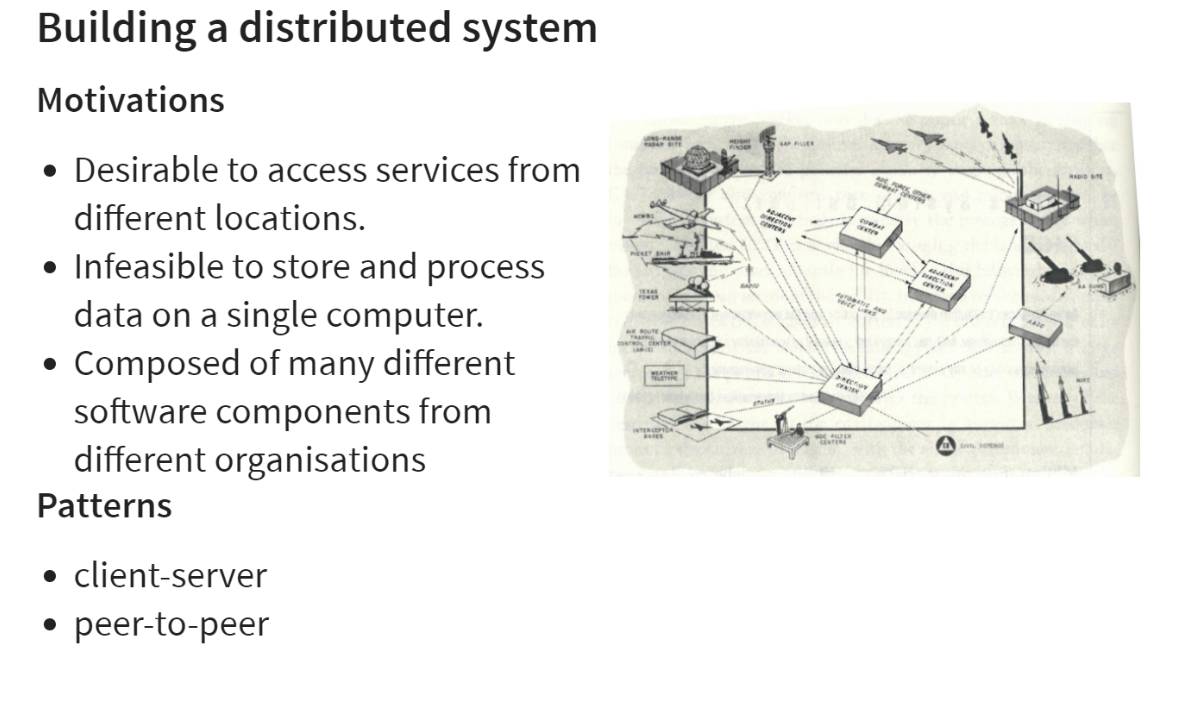 Building a distributed system
Motivations
• Desirable to access services from
different locations.
• Infeasible to store and process
data on a single computer.
• Composed of many different
software components from
different organisations
Patterns
• client-server
• peer-to-peer
LONG-RANGE
RADAR SITE
HEIGHT
FINDER
GAP FILLER
RADIO SITE
ADJACENT
DIRECTION
CENTERS
COMBAT
CENTER
PICKET SHIP
RADIO
TEXAS
TOWER
ADJACENT
DIRECTION
CENTER
AUTOMATIC AND
VOICE LINKS
AA GUNS
AIR ROUTE
TRAFFIC
CONTROL CENTER
WEATHER
TELETYPE
DIRECTION
CENTER
NIKE
STATUS
INTERCEPTOR
BASES
GOC FILTER
CENTERS
CIVIL DEFENSE